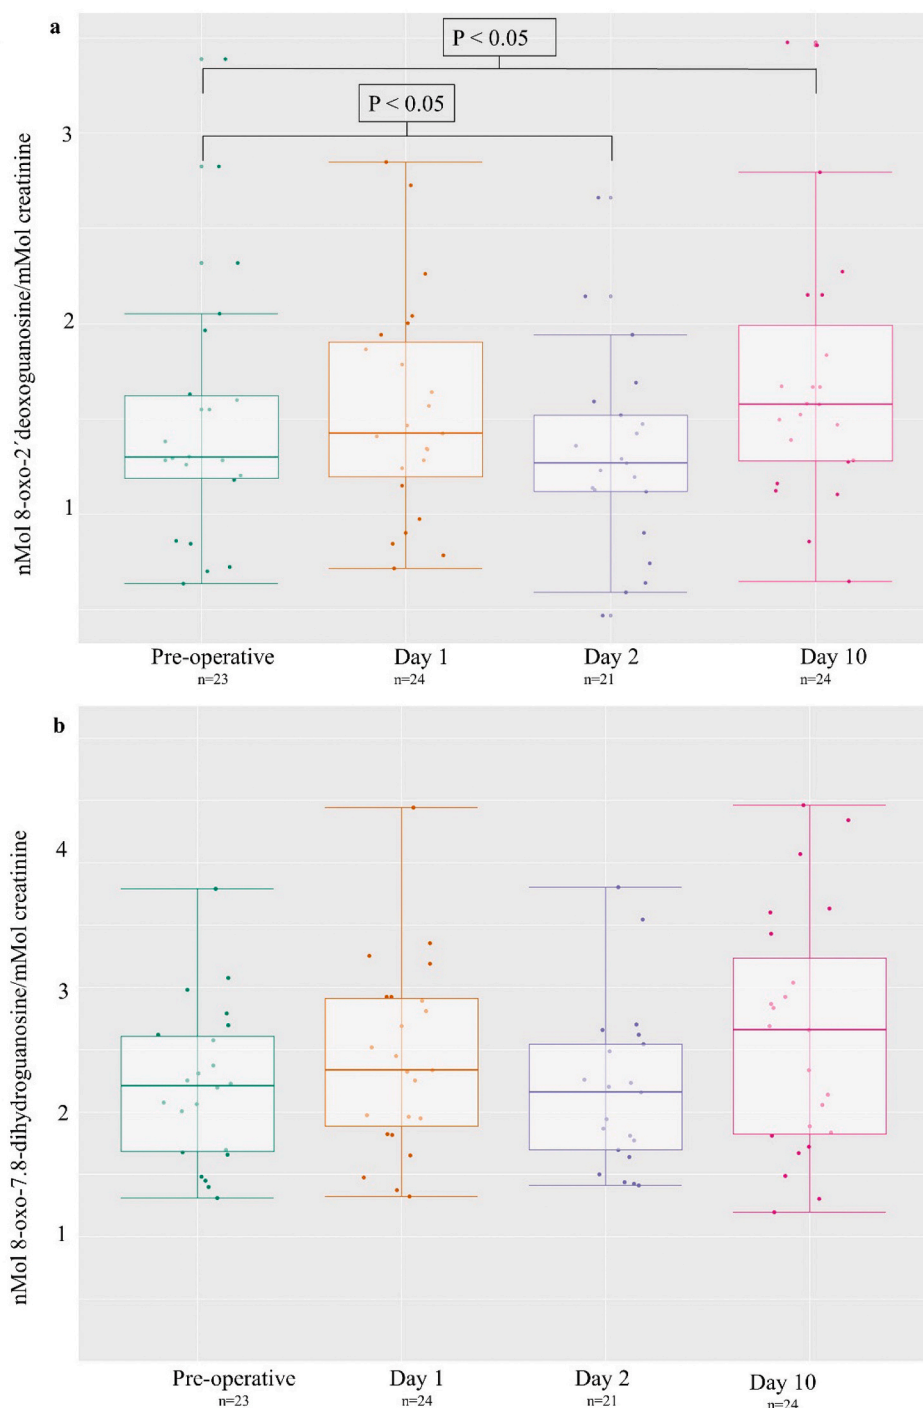 a
P < 0.05
P < 0.05
nMol 8-oxo-2´deoxoguanosine/mMol creatinine
3
2
1
Pre-operative Day 1 Day 2 Day 10
n=23 n=24 n=21 n=24
b
nMol 8-oxo-7.8-dihydroguanosine/mMol creatinine
4
3
2
1
Pre-operative Day 1 Day 2 Day 10
n=23 n=24 n=21 n=24